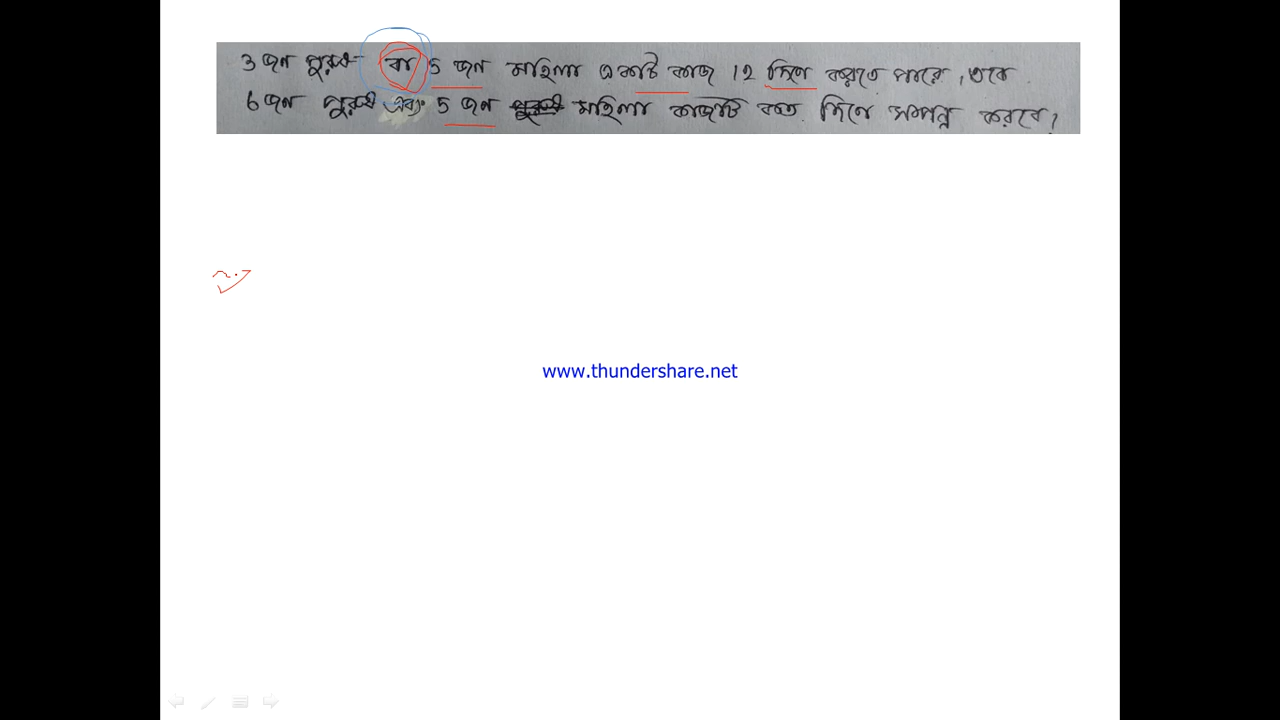 3 জন পুরুষ বা 5 জন মহিলা একটি কাজ 12 দিনে করতে পারে, তবে
6 জন পুরুষ এবং 5 জন মহিলা কাজটি কত দিনে সম্পন্ন করবে?
www.thundershare.net